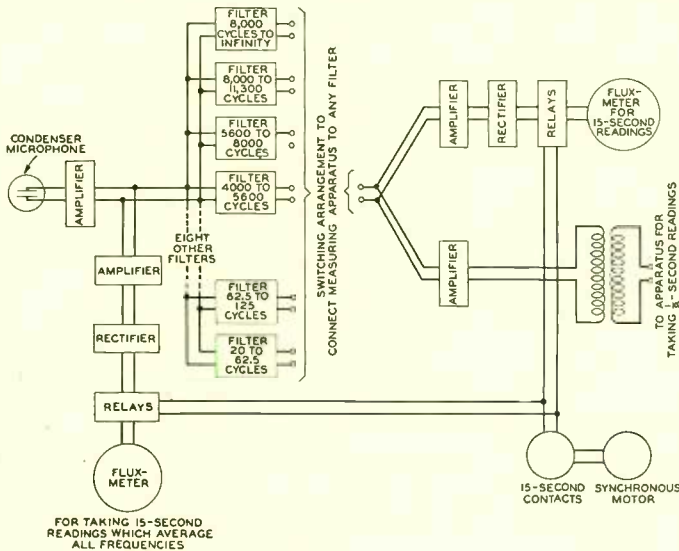 FILTER
8,000
CYCLES TO
INFINITY
FILTER
8,000 TO
11,300
CYCLES
FILTER
5600 TO
8000
CYCLES
FILTER
4000 TO
5600
CYCLES
EIGHT
OTHER
FILTERS
FILTER
62.5 TO
125
CYCLES
FILTER
20 TO
62.5
CYCLES
CONDENSER
MICROPHONE
AMPLIFIER
AMPLIFIER
RECTIFIER
RELAYS
FLUX-
METER
FOR TAKING 15-SECOND
READINGS WHICH AVERAGE
ALL FREQUENCIES
SWITCHING ARRANGEMENT TO
CONNECT MEASURING APPARATUS TO ANY FILTER
AMPLIFIER
RECTIFIER
RELAYS
FLUX-
METER
FOR
15-SECOND
READINGS
AMPLIFIER
TO APPARATUS FOR
TAKING 1/8-SECOND READINGS
15-SECOND
CONTACTS
SYNCHRONOUS
MOTOR